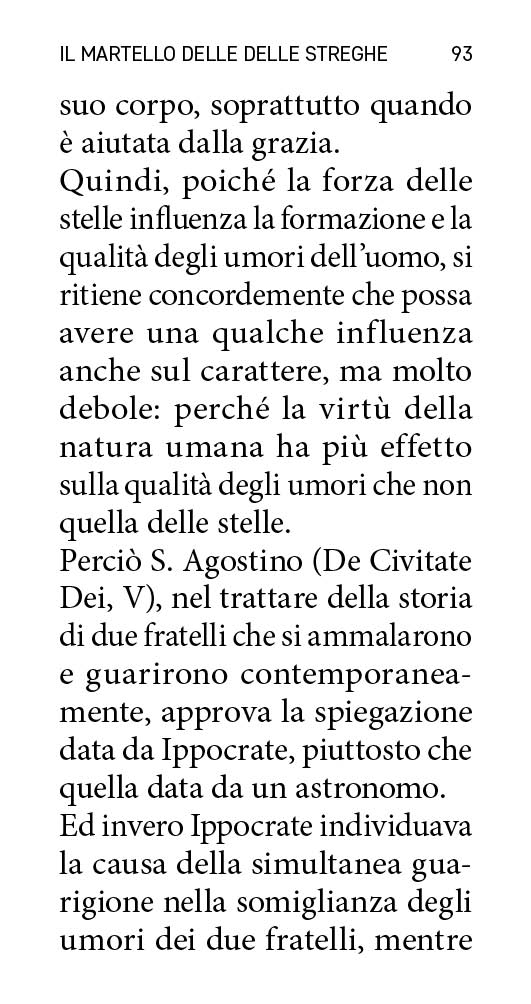 IL MARTELLO DELLE DELLE STREGHE 93
suo corpo, soprattutto quando
è aiutata dalla grazia.
Quindi, poiché la forza delle
stelle influenza la formazione e la
qualità degli umori dell’uomo, si
ritiene concordemente che possa
avere una qualche influenza
anche sul carattere, ma molto
debole: perché la virtù della
natura umana ha più effetto
sulla qualità degli umori che non
quella delle stelle.
Perciò S. Agostino (De Civitate
Dei, V), nel trattare della storia
di due fratelli che si ammalarono
e guarirono contemporanea-
mente, approva la spiegazione
data da Ippocrate, piuttosto che
quella data da un astronomo.
Ed invero Ippocrate individuava
la causa della simultanea gua-
rigione nella somiglianza degli
umori dei due fratelli, mentre